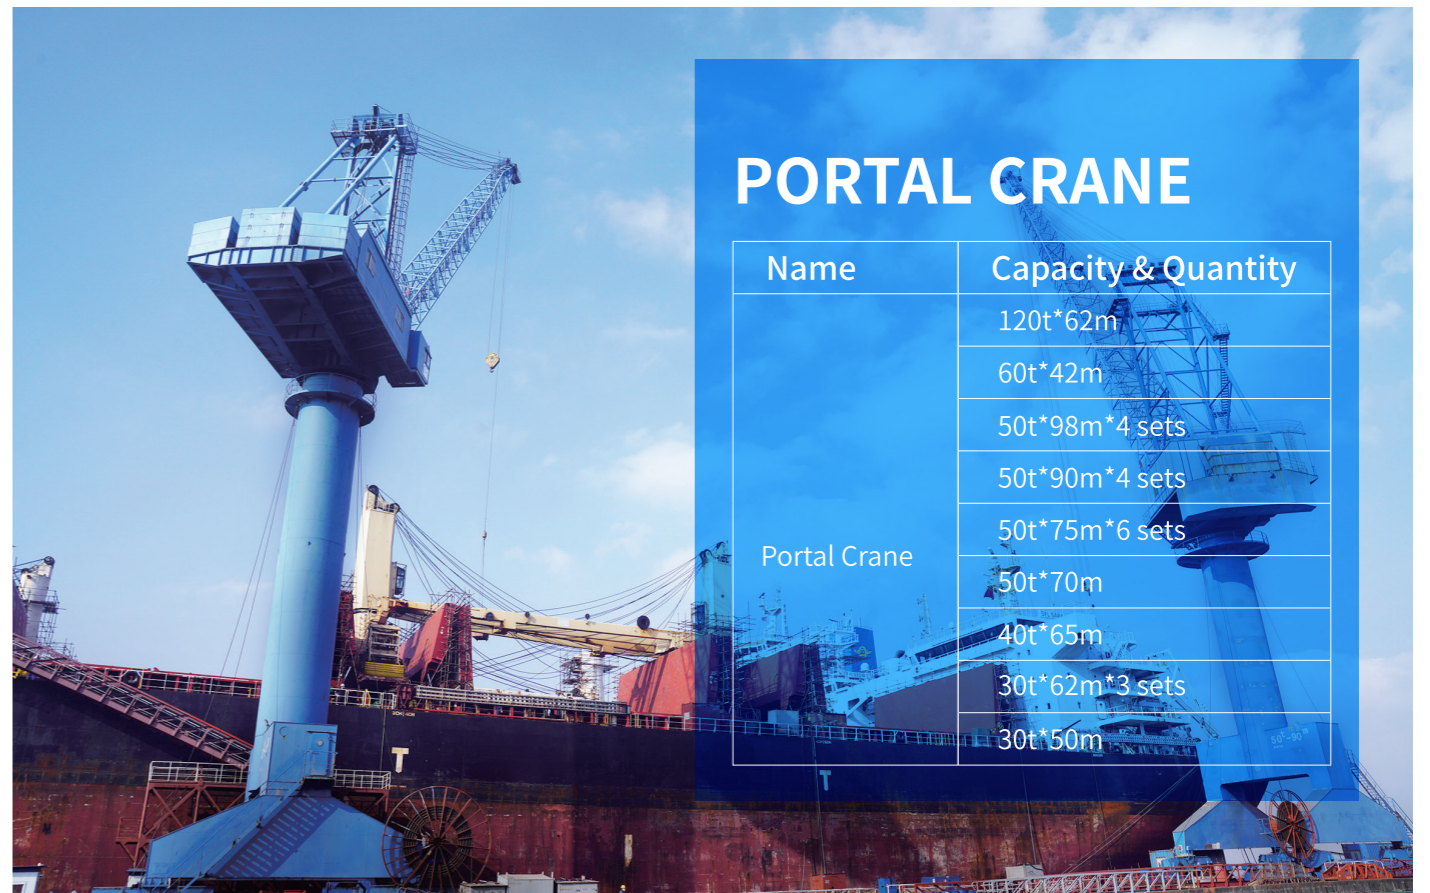 PORTAL CRANE
Name
Capacity & Quantity
120t*62m
60t*42m
50t*98m*4 sets
50t*90m*4 sets
50t*75m*6 sets
Portal Crane
50t*70m
40t*65m
30t*62m*3 sets
30t*50m
T
T